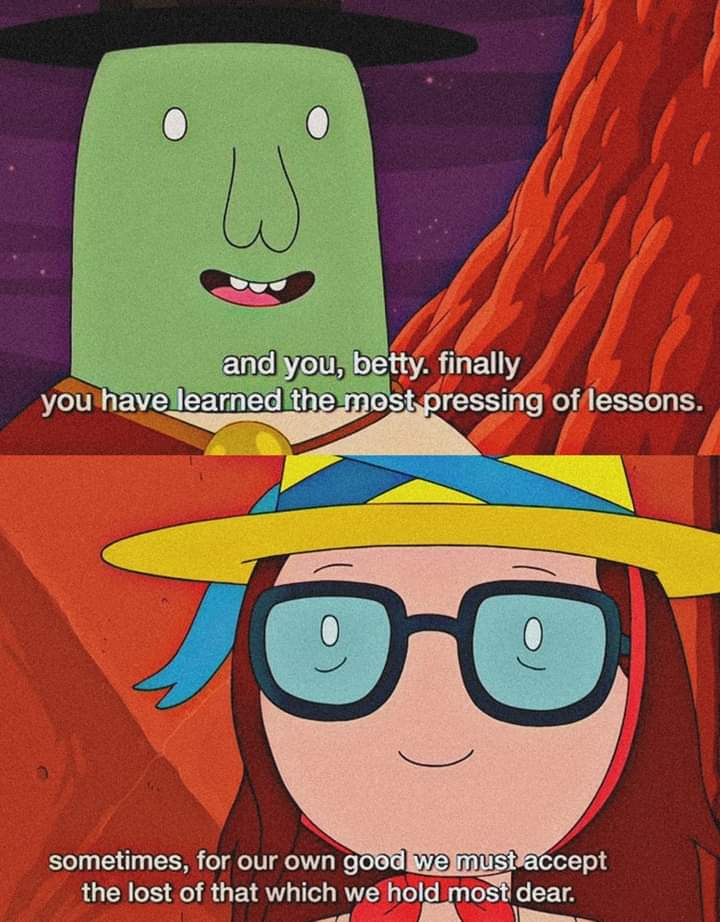 and you, betty. finally
you have learned the most pressing of lessons.
sometimes, for our own good we must accept
the lost of that which we hold most dear.